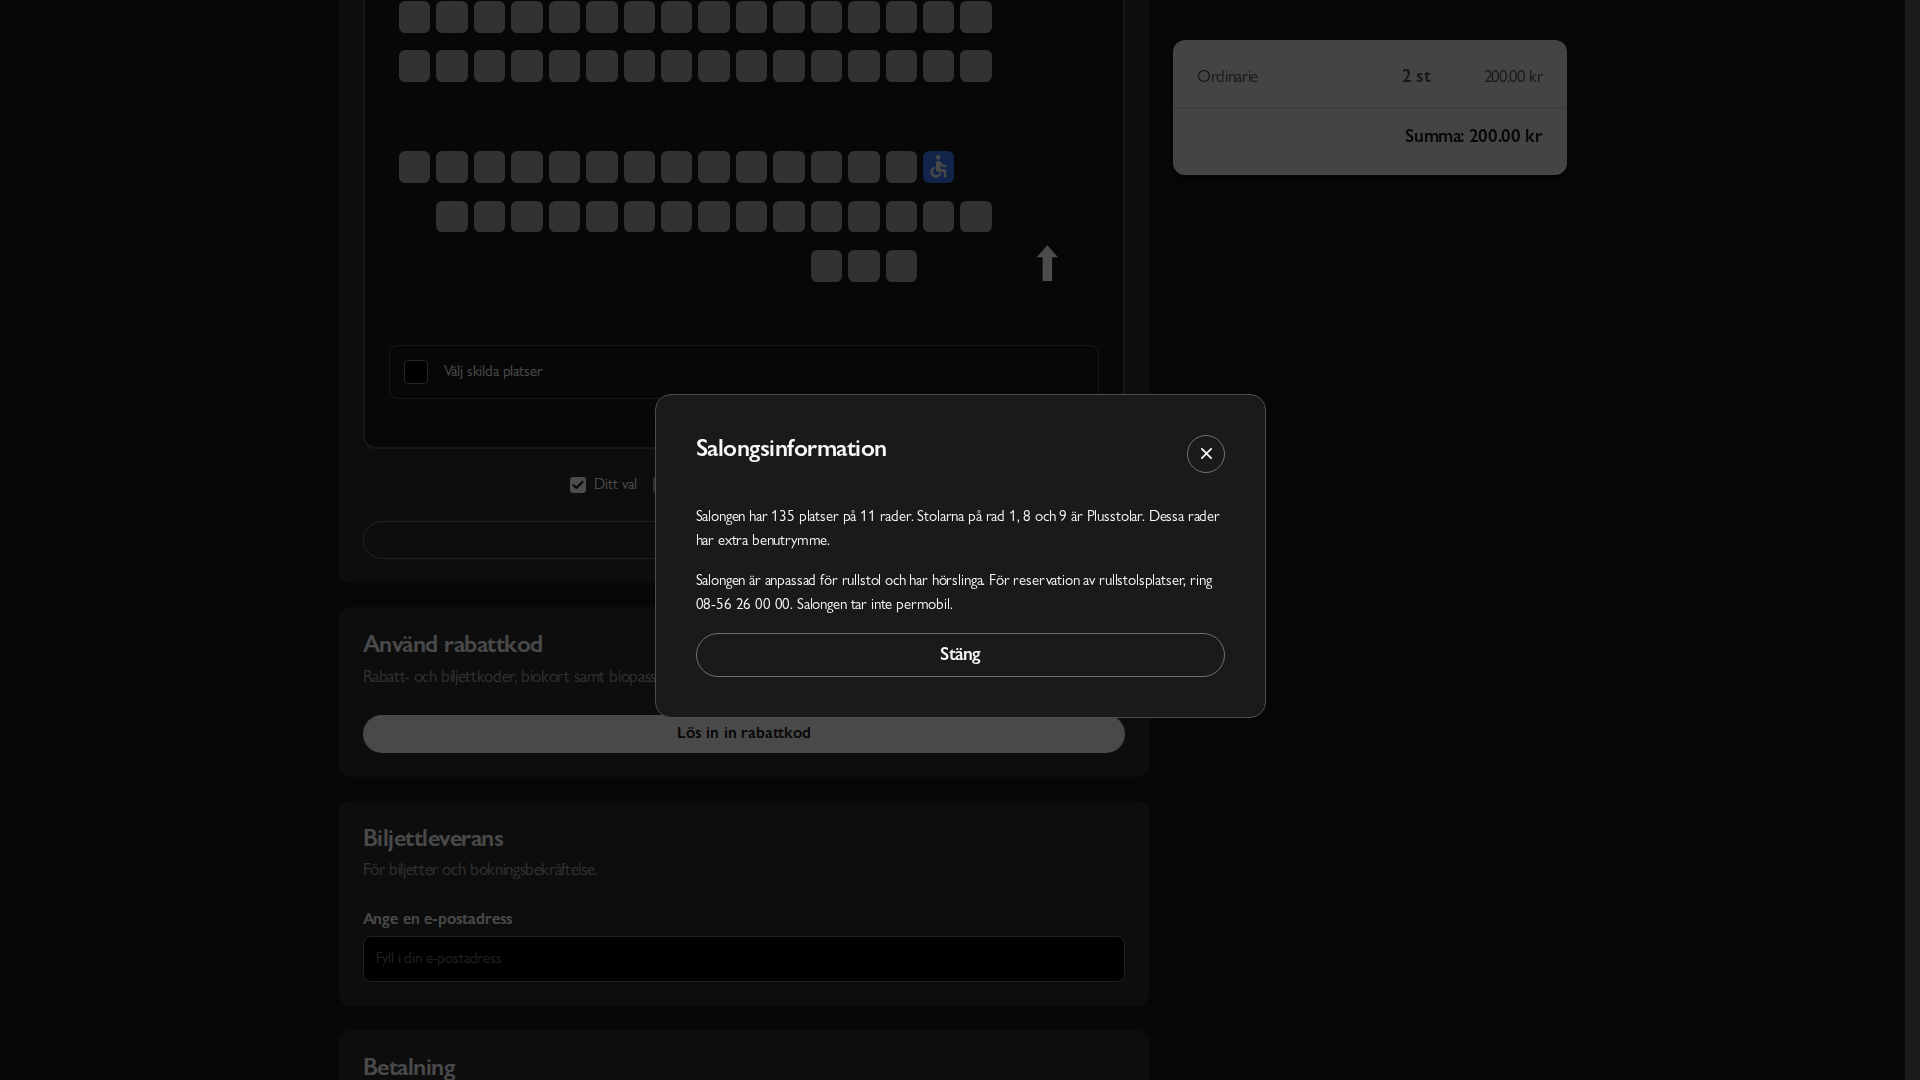 Ordinarie 2 st 200.00 kr
Summa: 200.00 kr
Välj skilda platser
Ditt val
Salongsinformation
Salongen har 135 platser på 11 rader. Stolarna på rad 1, 8 och 9 är Plusstolar. Dessa rader
har extra benutrymme.
Salongen är anpassad för rullstol och har hörslinga. För reservation av rullstolsplatser, ring
08-56 26 00 00. Salongen tar inte permobil.
Stäng
Använd rabattkod
Rabatt- och biljettkoder, biokort samt biopass
Lös in in rabattkod
Biljettleverans
För biljetter och bokningsbekräftelse.
Ange en e-postadress
Fyll i din e-postadress
Betalning